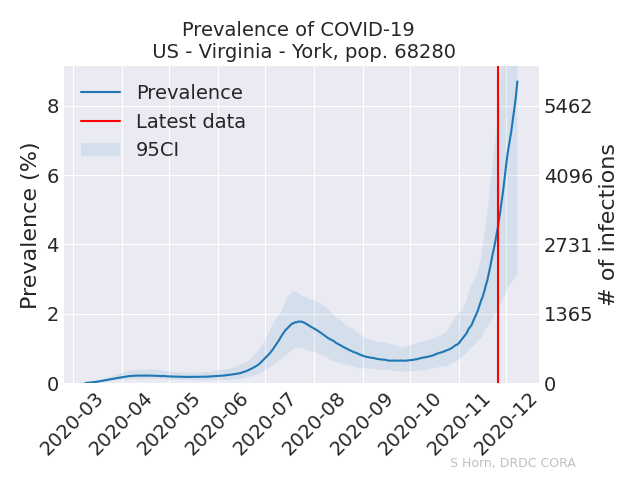 Prevalence of COVID-19
US - Virginia - York, pop. 68280
Prevalence
Latest data
95CI
Prevalence (%)
8
6
4
2
0
5462
4096
2731
1365
0
# of infections
2020-03
2020-04
2020-05
2020-06
2020-07
2020-08
2020-09
2020-10
2020-11
2020-12
S Horn, DRDC CORA